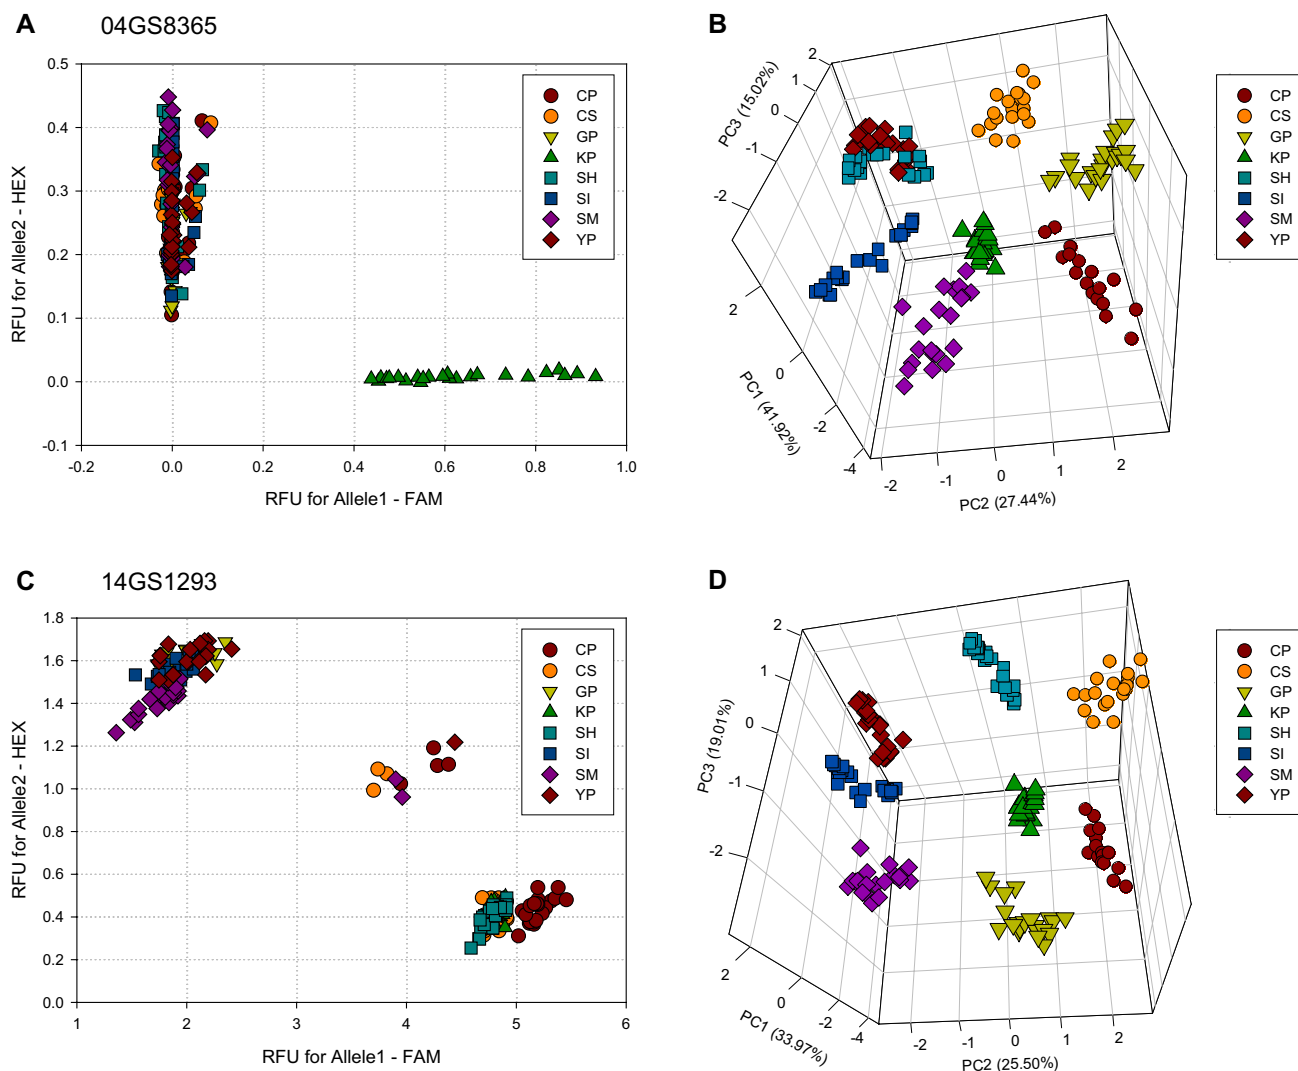 A 04GS8365
0.5
0.4
0.3
0.2
0.1
0.0
-0.1
RFU for Allele2 - HEX
-0.2 0.0 0.2 0.4 0.6 0.8 1.0
RFU for Allele1 - FAM
CP
CS
GP
KP
SH
SI
SM
YP
B
2
1
0
-1
-2
PC3 (15.02%)
2
0
-2
-4
PC1 (41.92%)
-2 -1 0 1 2
PC2 (27.44%)
CP
CS
GP
KP
SH
SI
SM
YP
C 14GS1293
1.8
1.6
1.4
1.2
1.0
0.8
0.6
0.4
0.2
0.0
RFU for Allele2 - HEX
1 2 3 4 5 6
RFU for Allele1 - FAM
CP
CS
GP
KP
SH
SI
SM
YP
D
2
1
0
-1
-2
PC3 (19.01%)
2
0
-2
-4
PC1 (33.97%)
-2 -1 0 1 2
PC2 (25.50%)
CP
CS
GP
KP
SH
SI
SM
YP